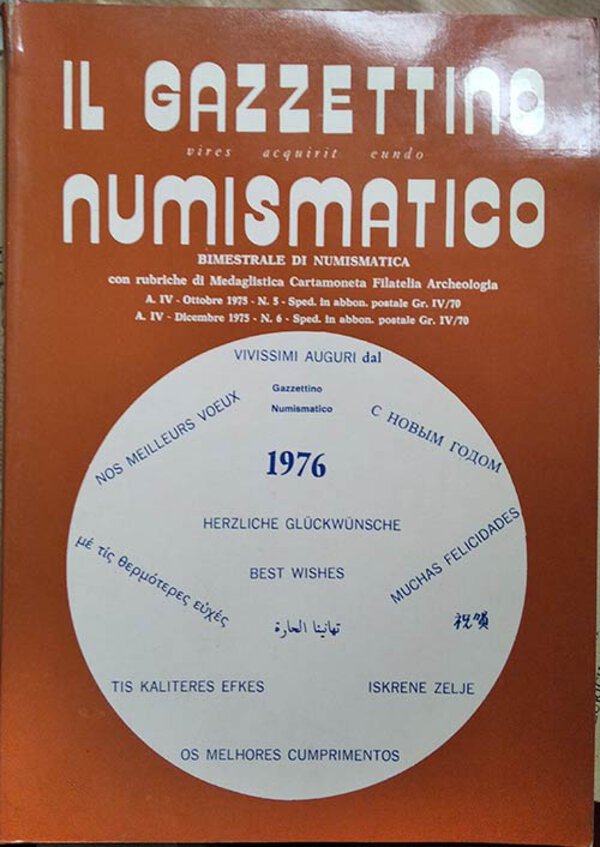 IL GAZZETTINO
vires acquirit eundo
NUMISMATICO
BIMESTRALE DI NUMISMATICA
con rubriche di Medaglistica Cartamoneta Filatelia Archeologia
A. IV - Ottobre 1975 - N. 5 - Sped. in abbon. postale Gr. IV/70
A. IV - Dicembre 1975 - N. 6 - Sped. in abbon. postale Gr. IV/70
VIVISSIMI AUGURI dal
Gazzettino
Numismatico
NOS MEILLEURS VOEUX
С НОВЫМ ГОДОМ
1976
HERZLICHE GLÜCKWÜNSCHE
MUCHAS FELICIDADES
BEST WISHES
μέ τίς θερμότερες εὐχές
تهانينا الحارة
祝贺
TIS KALITERES EFKES
ISKRENE ZELJE
OS MELHORES CUMPRIMENTOS